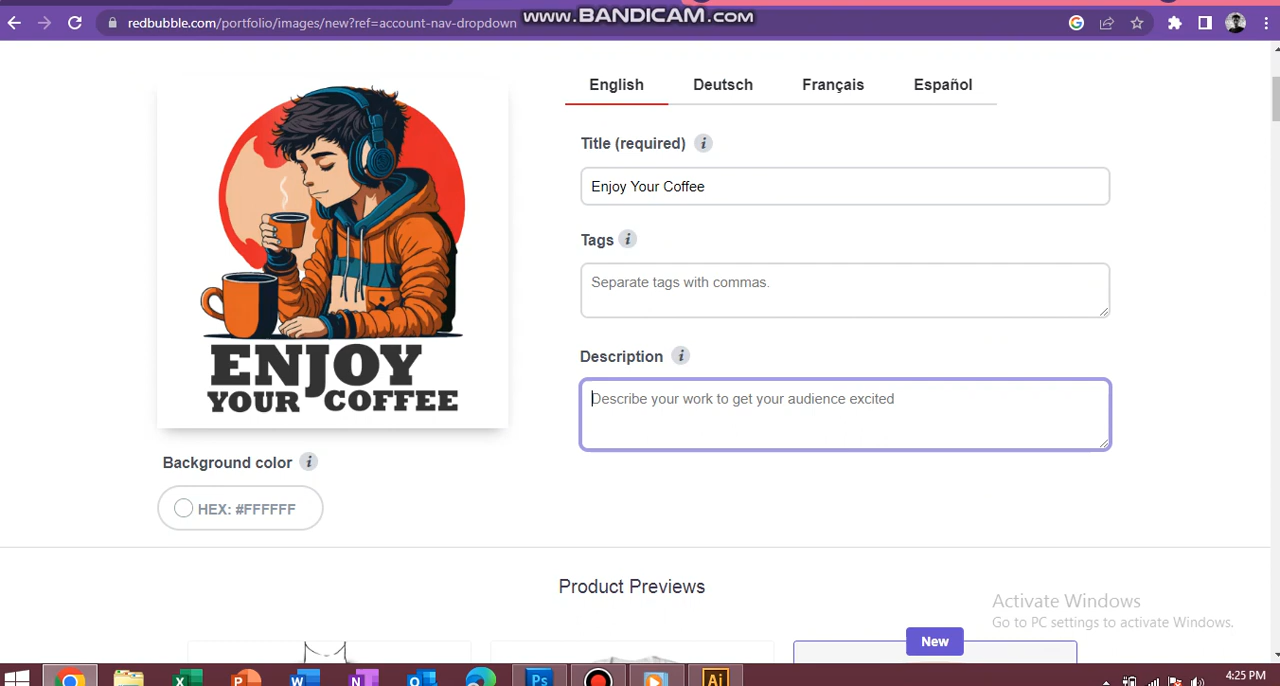 redbubble.com/portfolio/images/new?ref=account-nav-dropdown
www.BANDICAM.com
English
Deutsch
Français
Español
Title (required) i
Enjoy Your Coffee
Tags i
Separate tags with commas.
Description i
Describe your work to get your audience excited
ENJOY
YOUR COFFEE
Background color i
HEX: #FFFFFF
Product Previews
Activate Windows
Go to PC settings to activate Windows.
New
4:25 PM